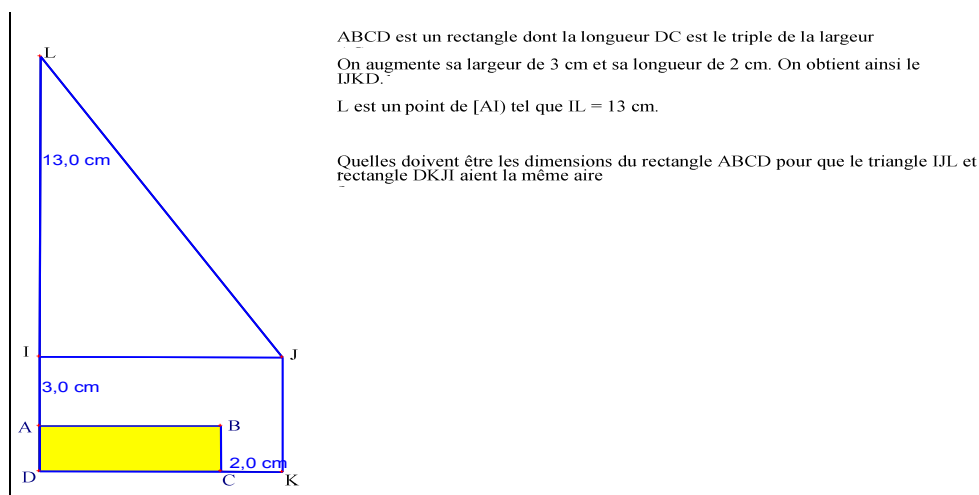 ABCD est un rectangle dont la longueur DC est le triple de la largeur
On augmente sa largeur de 3 cm et sa longueur de 2 cm. On obtient ainsi le
IJKD.
L est un point de [AI) tel que IL = 13 cm.
Quelles doivent être les dimensions du rectangle ABCD pour que le triangle IJL et
rectangle DKJI aient la même aire
L
13,0 cm
I
J
3,0 cm
A
B
2,0 cm
D
C
K